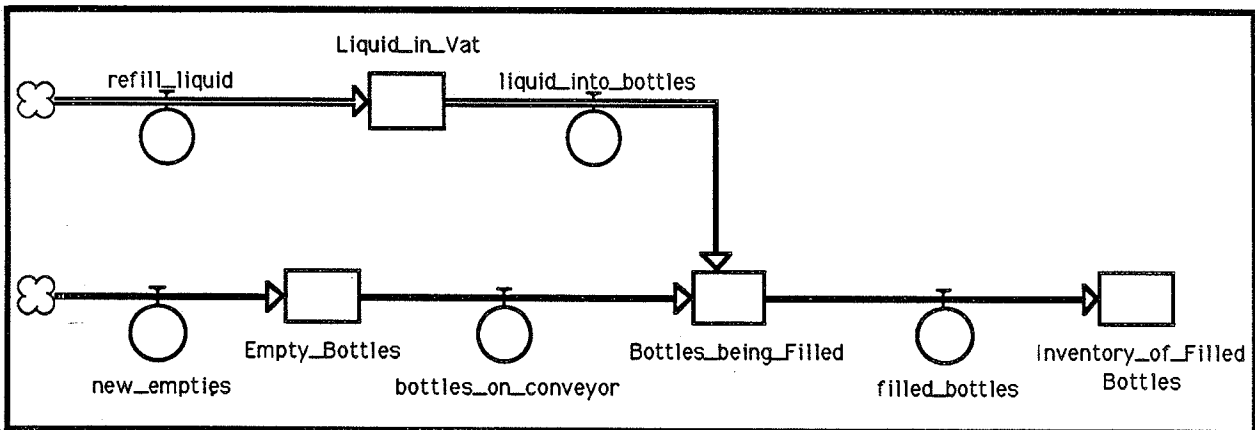 Liquid_in_Vat
refill_liquid
liquid_into_bottles
Empty_Bottles
Bottles_being_Filled
Inventory_of_Filled
Bottles
new_empties
bottles_on_conveyor
filled_bottles